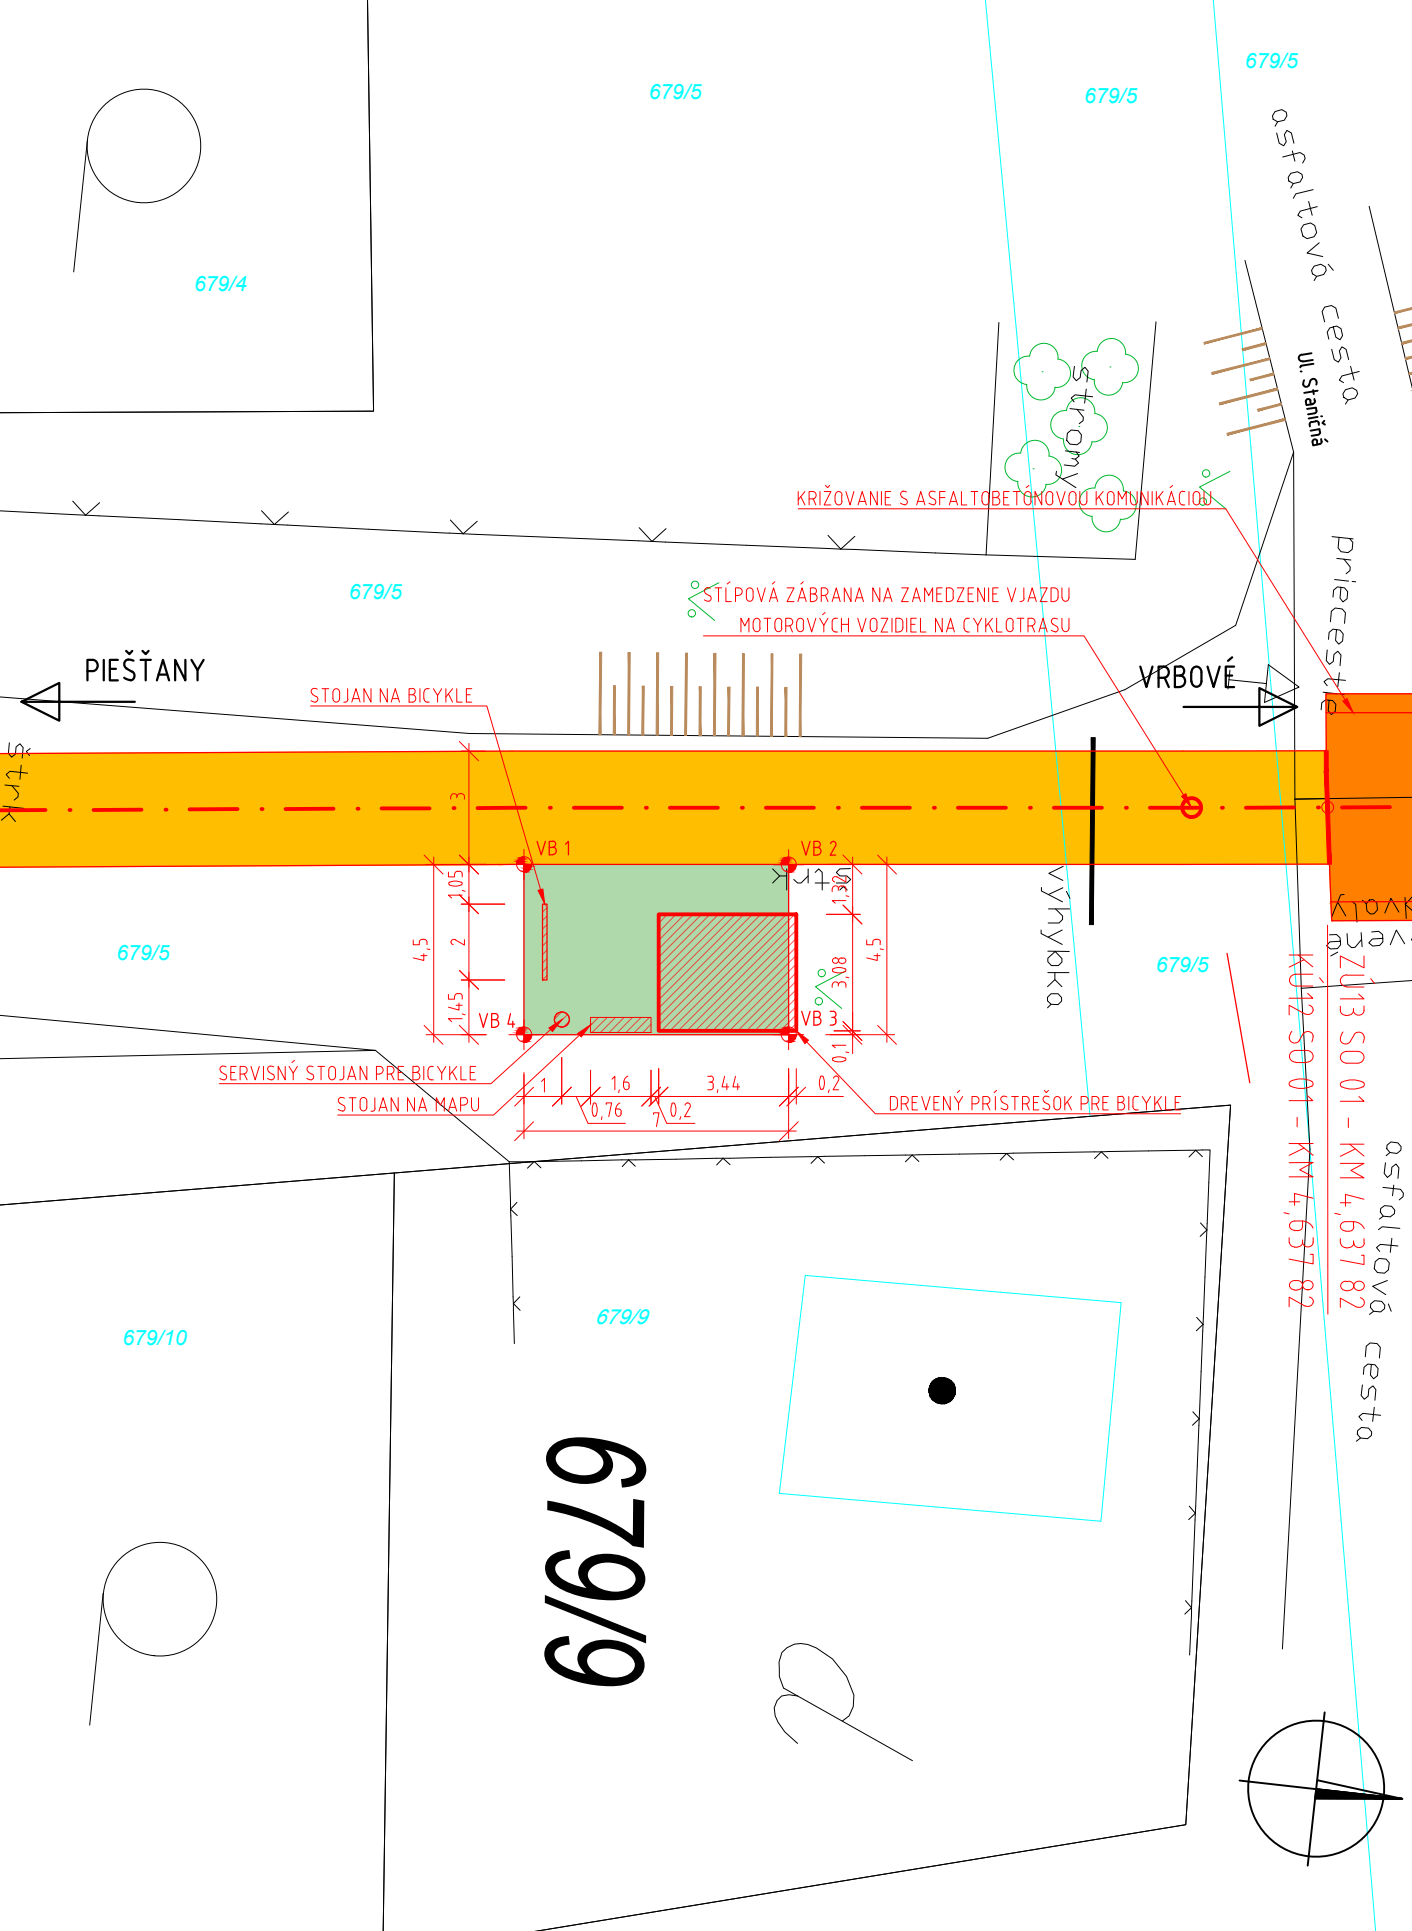 679/5
679/5
679/5
asfaltová cesta
679/4
Ul. Staničná
stromy
KRIŽOVANIE S ASFALTOBETÓNOVOU KOMUNIKÁCIOU
priecestie
679/5
STĹPOVÁ ZÁBRANA NA ZAMEDZENIE VJAZDU
MOTOROVÝCH VOZIDIEL NA CYKLOTRASU
PIEŠŤANY
VRBOVÉ
STOJAN NA BICYKLE
štrk
3
VB 1
VB 2
štrk
1,05
1,32
výhybka
4,5
2
3,08
4,5
679/5
679/5
1,45
VB 4
VB 3
0,1
SERVISNÝ STOJAN PRE BICYKLE
STOJAN NA MAPU
1
1,6
3,44
0,2
0,76
0,2
7
DREVENÝ PRÍSTREŠOK PRE BICYKLE
KÚ12 SO 01 - KM 4,637 82
ZÚ13 SO 01 - KM 4,637 82
asfaltová cesta
679/10
679/9
679/9